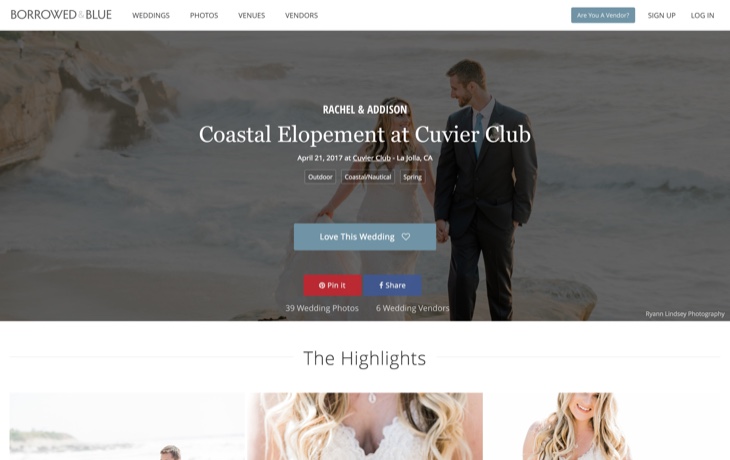 BORROWED & BLUE WEDDINGS PHOTOS VENUES VENDORS Are You A Vendor? SIGN UP LOG IN
RACHEL & ADDISON
Coastal Elopement at Cuvier Club
April 21, 2017 at Cuvier Club - La Jolla, CA
Outdoor Coastal/Nautical Spring
Love This Wedding
Pin It f Share
39 Wedding Photos 6 Wedding Vendors
Ryann Lindsey Photography
The Highlights